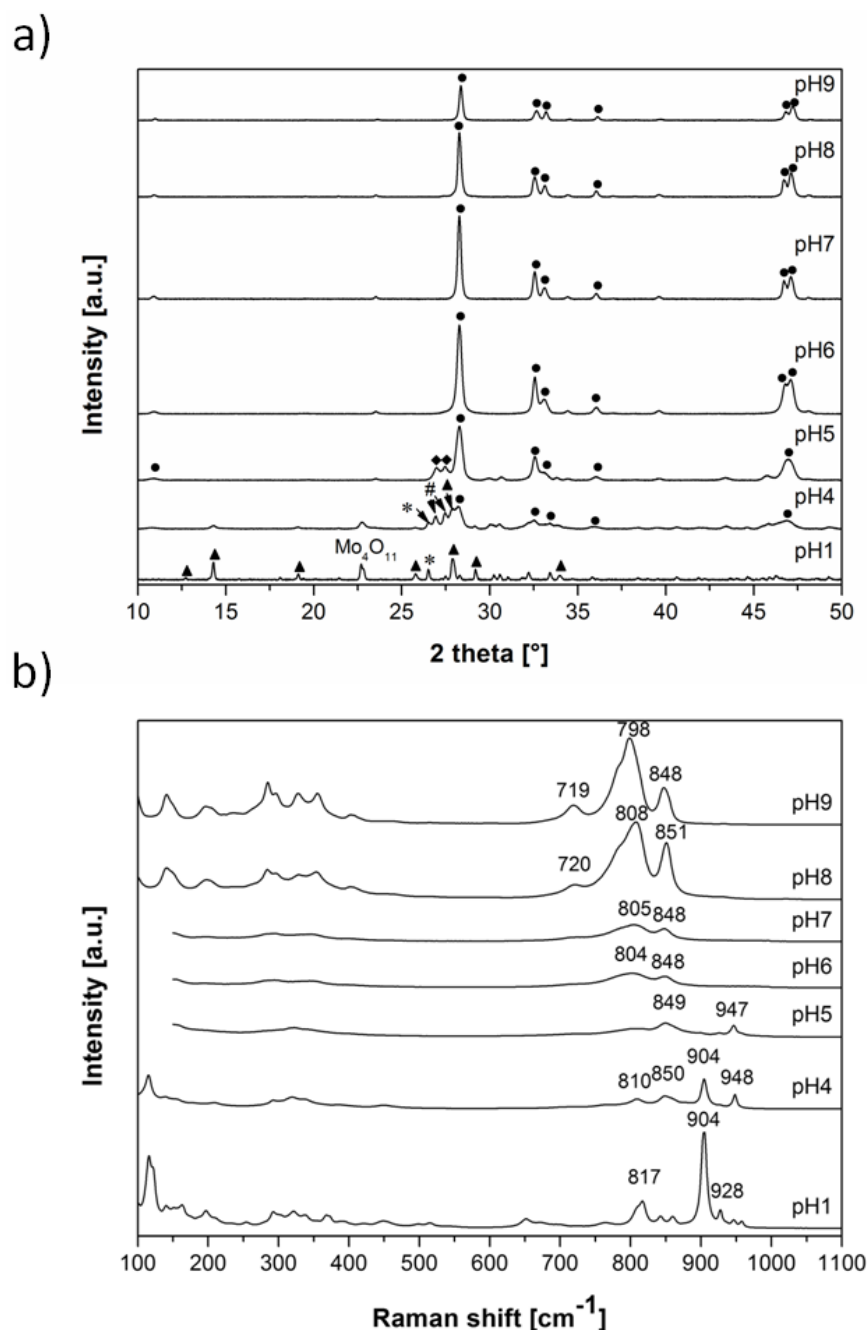 a)
pH9
pH8
pH7
pH6
pH5
pH4
pH1
#
*
Mo₄O₁₁
*
Intensity [a.u.]
10 15 20 25 30 35 40 45 50
2 theta [°]
b)
798
719
848
pH9
808
851
720
pH8
805 848
pH7
804 848
pH6
849
947
pH5
904
810 850
948
pH4
904
817
928
pH1
Intensity [a.u.]
100 200 300 400 500 600 700 800 900 1000 1100
Raman shift [cm⁻¹]